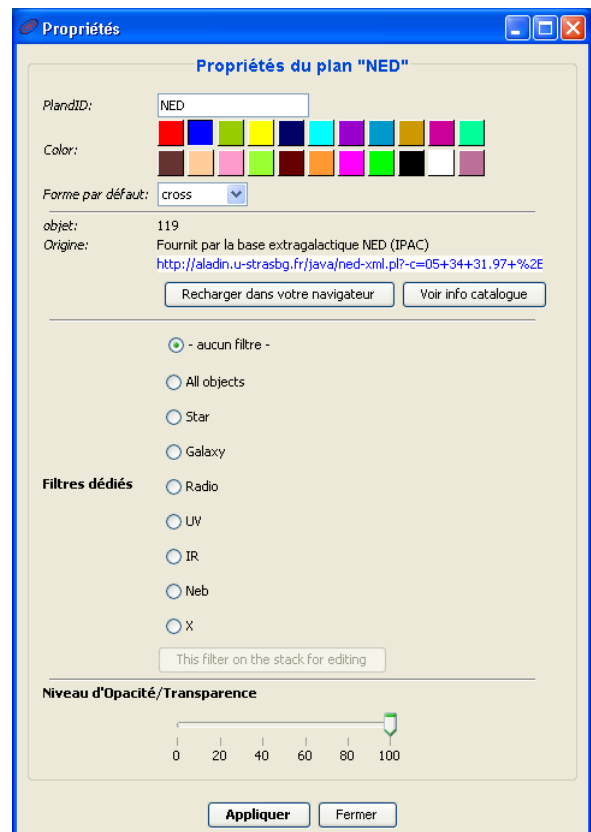 Propriétés
Propriétés du plan "NED"
PlandID: NED
Color:
Forme par défaut: cross
objet: 119
Origine: Fournit par la base extragalactique NED (IPAC)
http://aladin.u-strasbg.fr/java/ned-xml.pl?-c=05+34+31.97+%2E
Recharger dans votre navigateur Voir info catalogue
- aucun filtre -
All objects
Star
Galaxy
Filtres dédiés Radio
UV
IR
Neb
X
This filter on the stack for editing
Niveau d'Opacité/Transparence
0 20 40 60 80 100
Appliquer Fermer